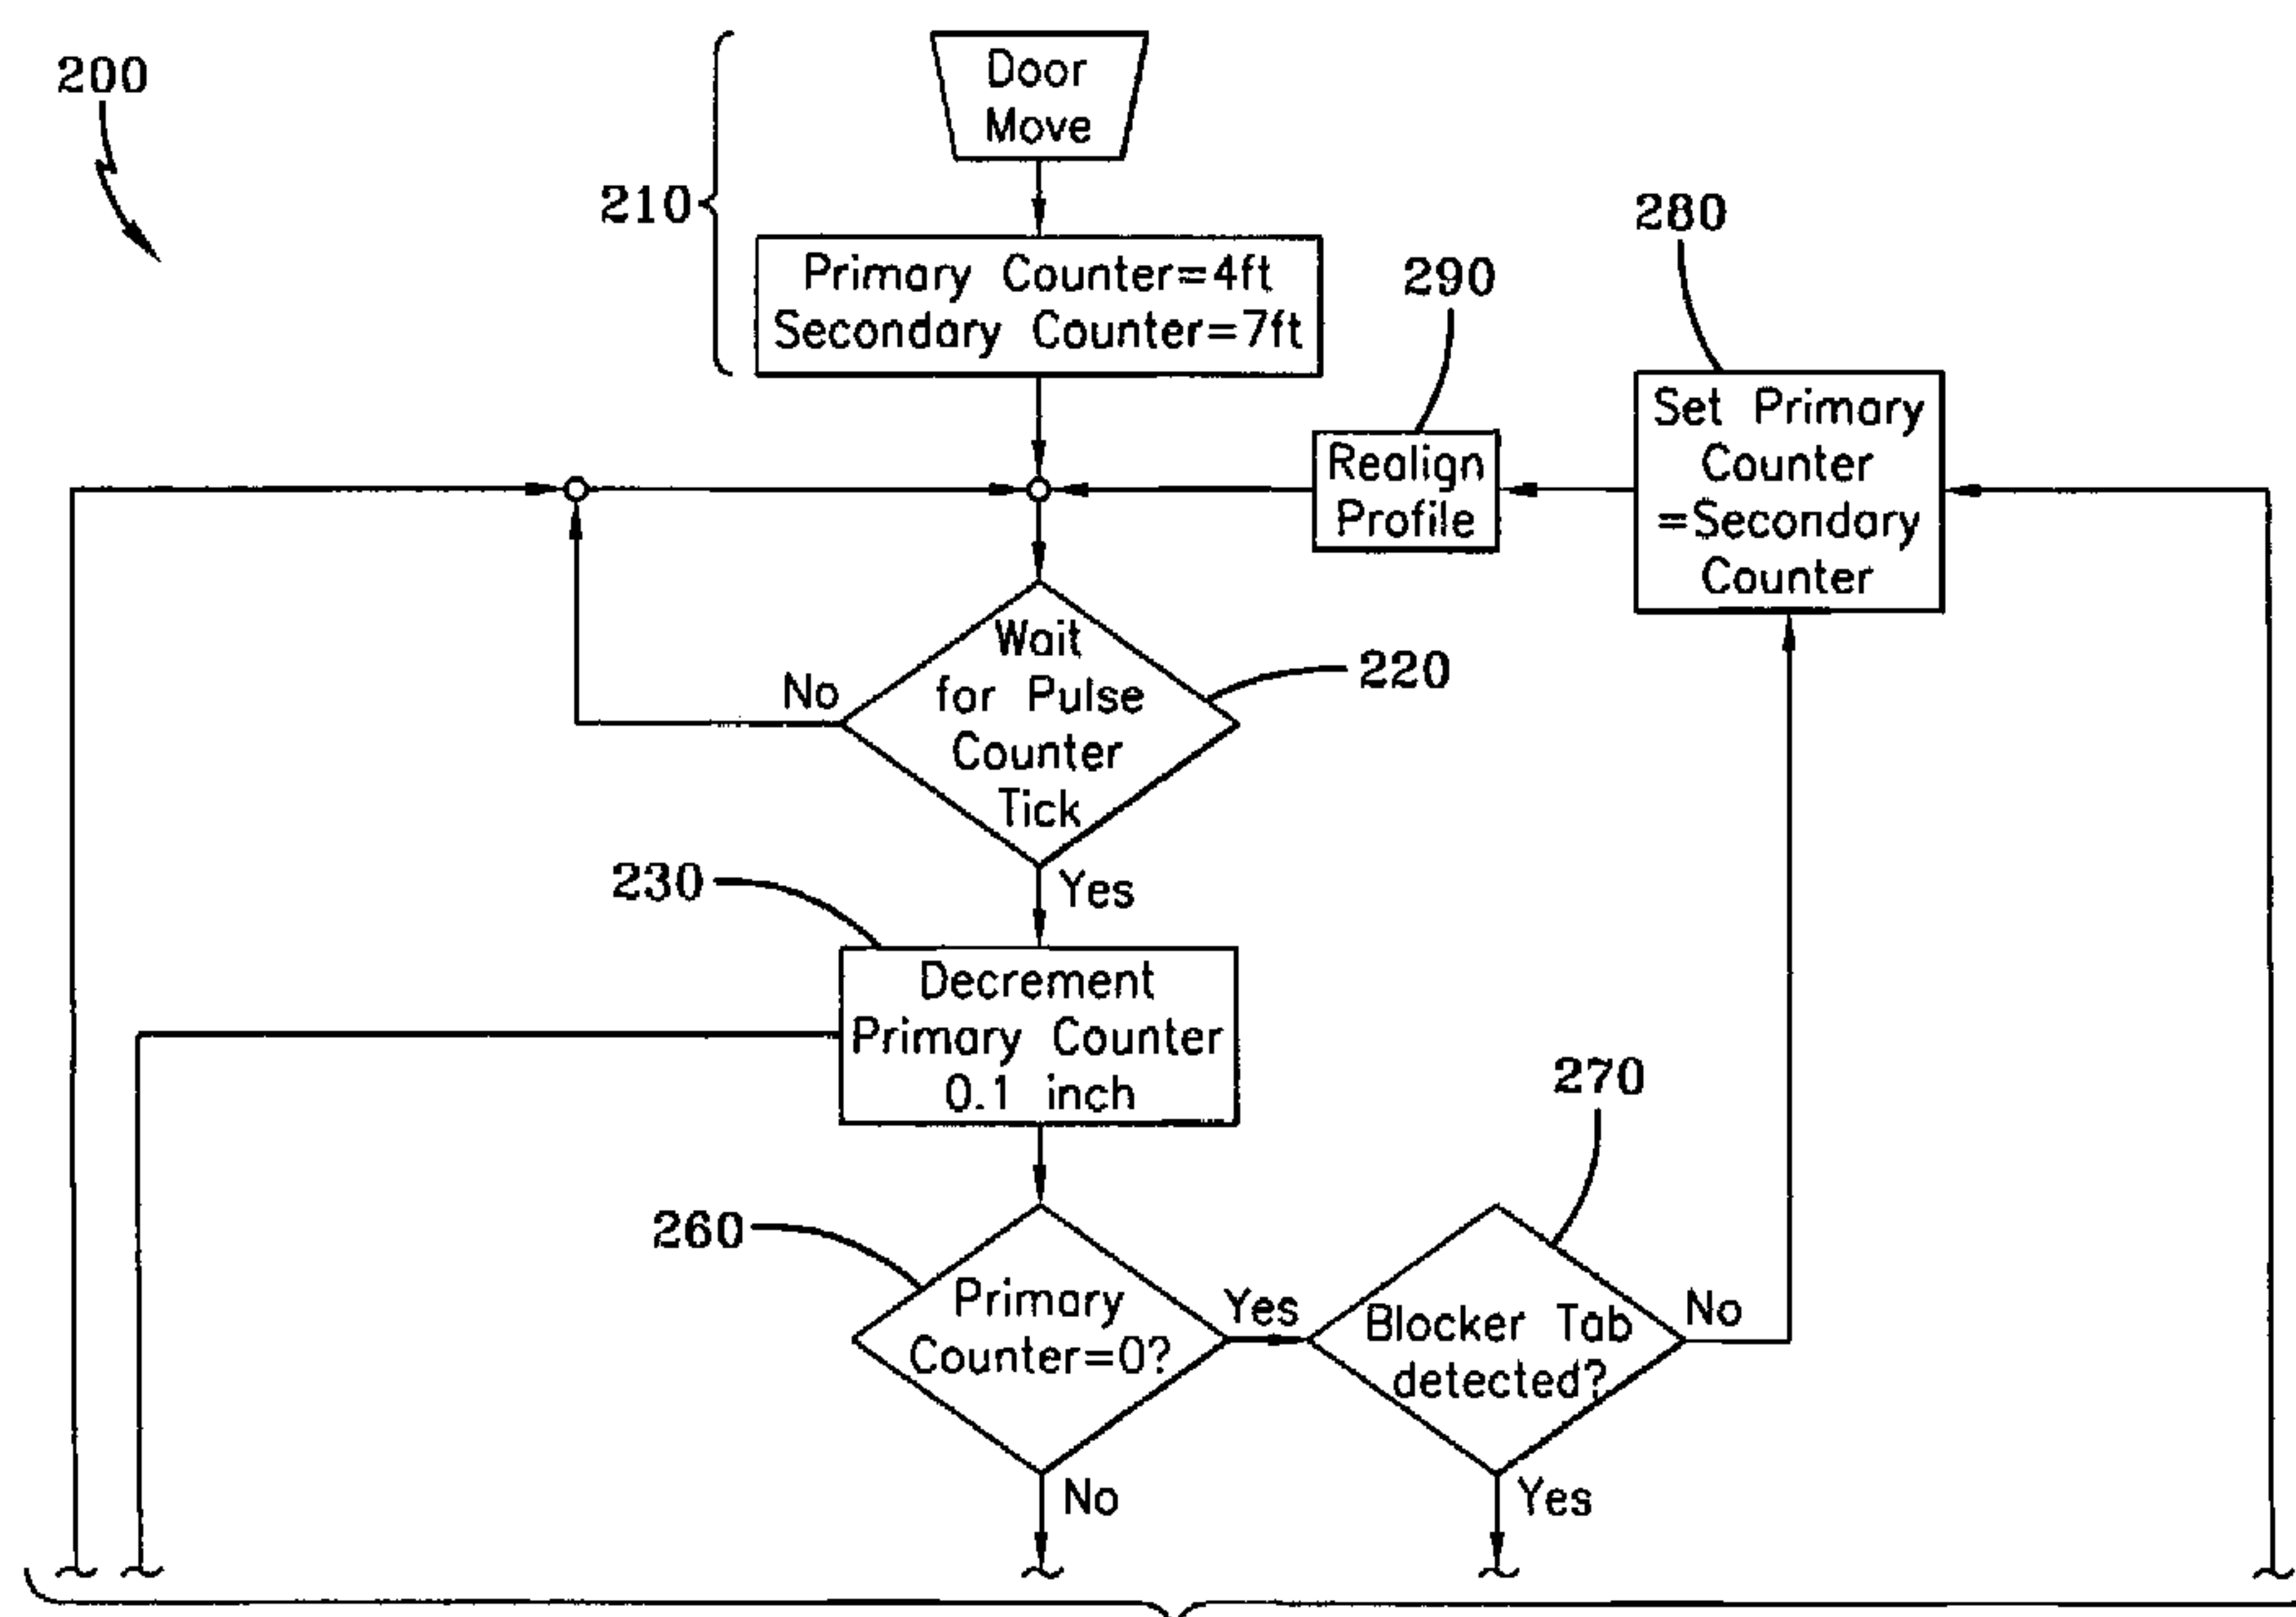 200
Door
Move
210
Primary Counter=4ft
Secondary Counter=7ft
280
290
Set Primary
Counter
=Secondary
Counter
Realign
Profile
Wait
for Pulse
Counter
Tick
No
220
Yes
230
Decrement
Primary Counter
0.1 inch
270
260
Primary
Counter=0?
Yes
Blocker Tab
detected?
No
No
Yes